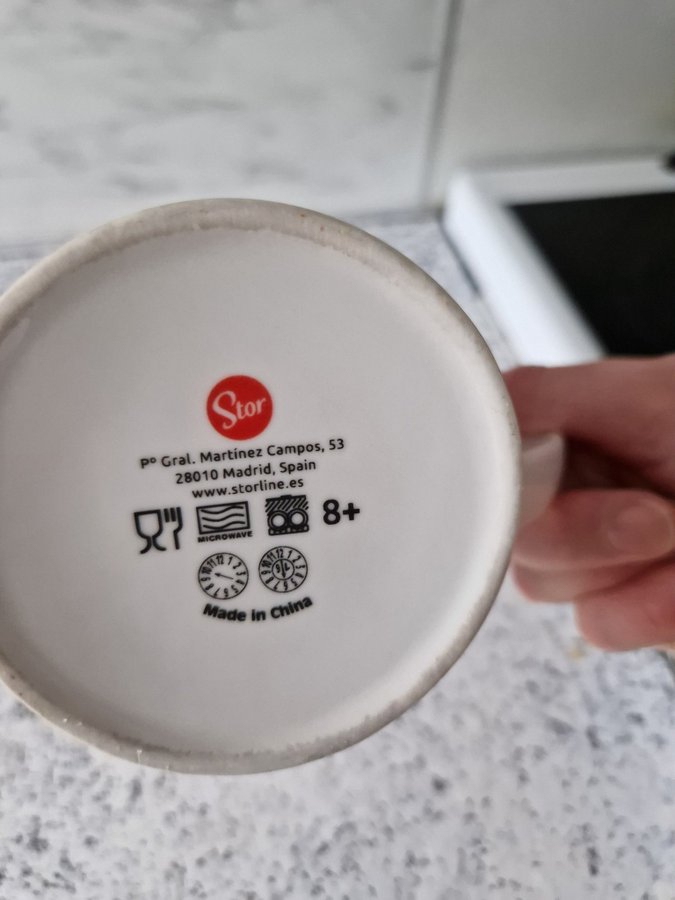 Stor
Pº Gral. Martínez Campos, 53
28010 Madrid, Spain
www.storline.es
MICROWAVE
8+
Made in China